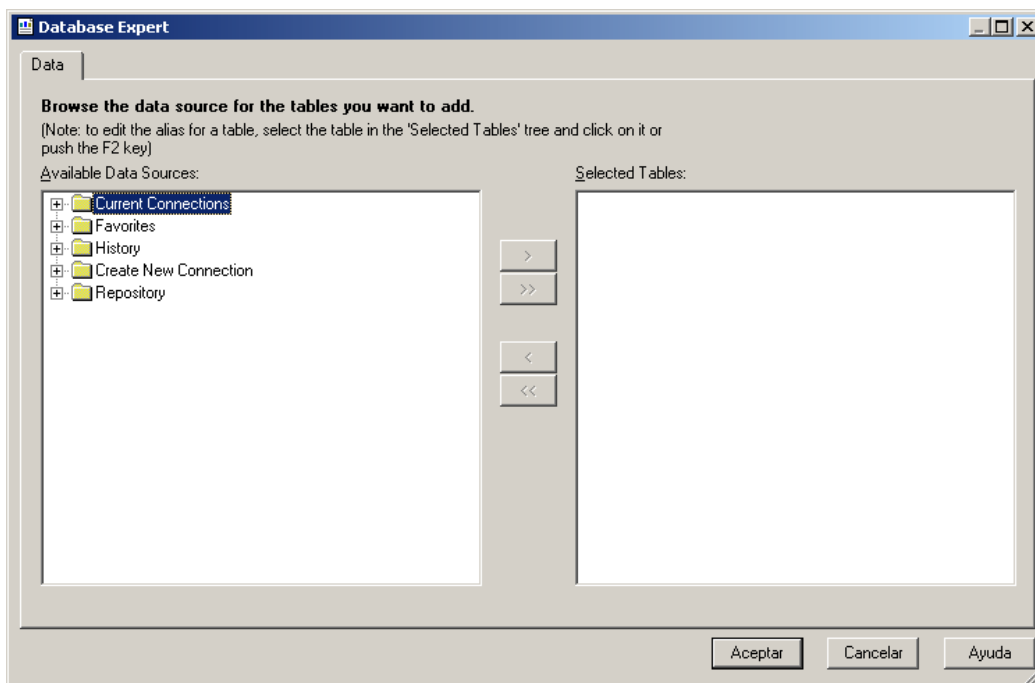 Database Expert
Data
Browse the data source for the tables you want to add.
(Note: to edit the alias for a table, select the table in the 'Selected Tables' tree and click on it or
push the F2 key)
Available Data Sources:
Selected Tables:
Current Connections
Favorites
History
Create New Connection
Repository
>
>>
<
<<
Aceptar
Cancelar
Ayuda